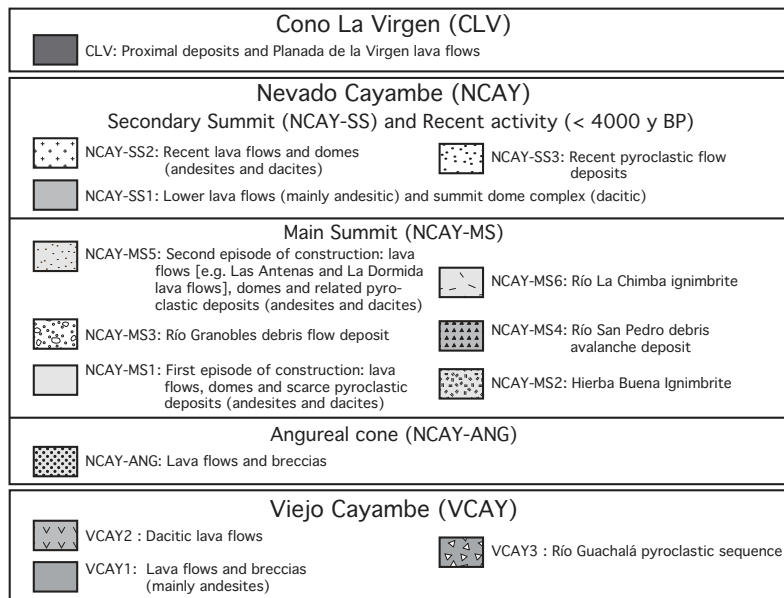 Cono La Virgen (CLV)
CLV: Proximal deposits and Planada de la Virgen lava flows
Nevado Cayambe (NCAY)
Secondary Summit (NCAY-SS) and Recent activity (< 4000 y BP)
NCAY-SS2: Recent lava flows and domes
(andesites and dacites)
NCAY-SS3: Recent pyroclastic flow
deposits
NCAY-SS1: Lower lava flows (mainly andesitic) and summit dome complex (dacitic)
Main Summit (NCAY-MS)
NCAY-MS5: Second episode of construction: lava
flows [e.g. Las Antenas and La Dormida
lava flows], domes and related pyro-
clastic deposits (andesites and dacites)
NCAY-MS6: Río La Chimba ignimbrite
NCAY-MS3: Río Granobles debris flow deposit
NCAY-MS4: Río San Pedro debris
avalanche deposit
NCAY-MS1: First episode of construction: lava
flows, domes and scarce pyroclastic
deposits (andesites and dacites)
NCAY-MS2: Hierba Buena Ignimbrite
Angureal cone (NCAY-ANG)
NCAY-ANG: Lava flows and breccias
Viejo Cayambe (VCAY)
VCAY2 : Dacitic lava flows
VCAY3 : Río Guachalá pyroclastic sequence
VCAY1: Lava flows and breccias
(mainly andesites)